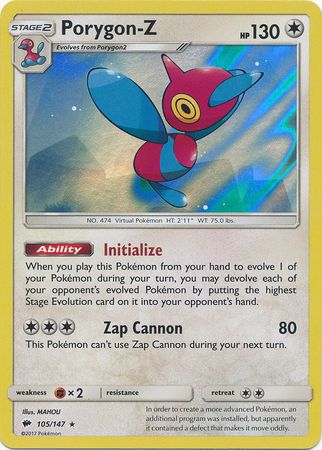 STAGE2
Porygon-Z
HP 130
Evolves from Porygon2
NO. 474 Virtual Pokémon HT: 2'11" WT: 75.0 lbs.
Ability Initialize
When you play this Pokémon from your hand to evolve 1 of
your Pokémon during your turn, you may devolve each of
your opponent's evolved Pokémon by putting the highest
Stage Evolution card on it into your opponent's hand.
Zap Cannon 80
This Pokémon can't use Zap Cannon during your next turn.
weakness × 2 resistance retreat
Illus. MAHOU
105/147 ★
©2017 Pokémon
In order to create a more advanced Pokémon, an
additional program was installed, but apparently
it contained a defect that makes it move oddly.